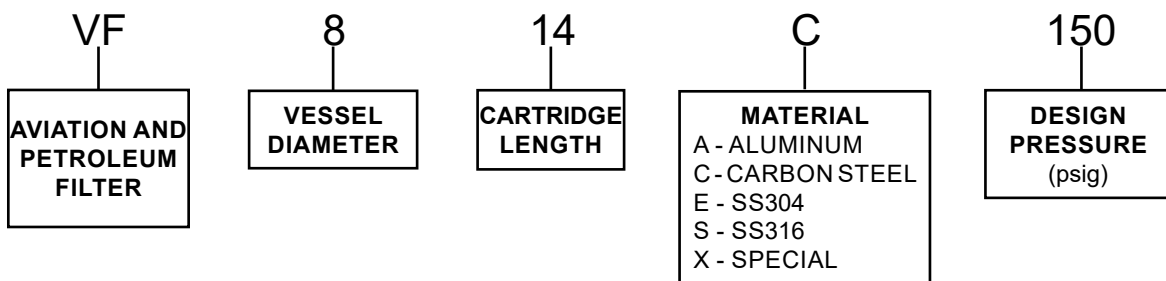 VF 8 14 C 150
AVIATION AND
PETROLEUM
FILTER
VESSEL
DIAMETER
CARTRIDGE
LENGTH
MATERIAL
A - ALUMINUM
C - CARBON STEEL
E - SS304
S - SS316
X - SPECIAL
DESIGN
PRESSURE
(psig)